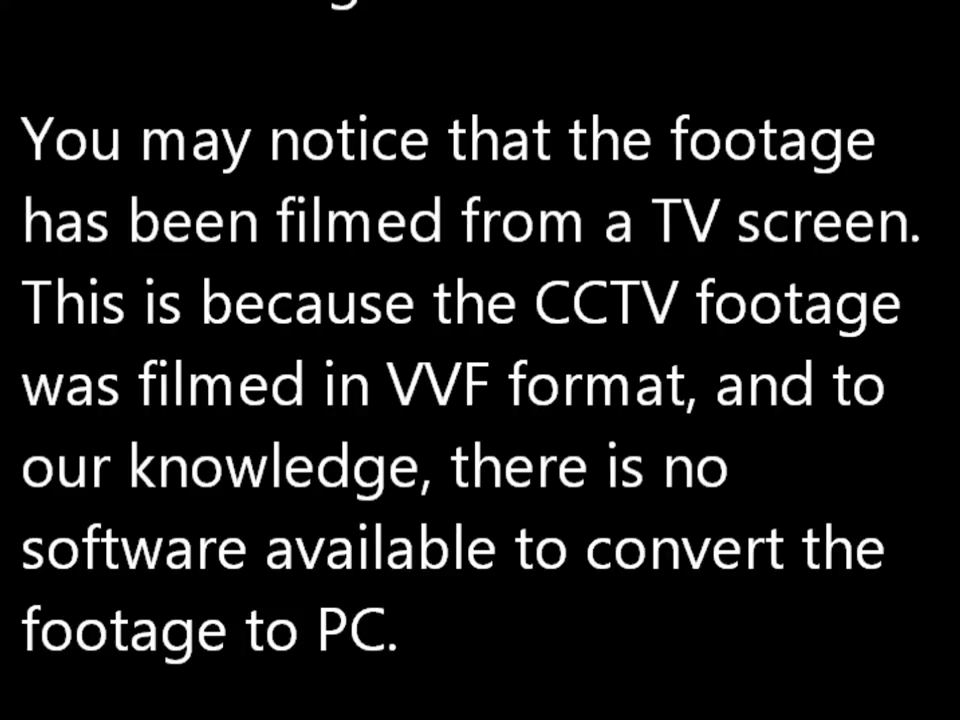 You may notice that the footage
has been filmed from a TV screen.
This is because the CCTV footage
was filmed in VVF format, and to
our knowledge, there is no
software available to convert the
footage to PC.